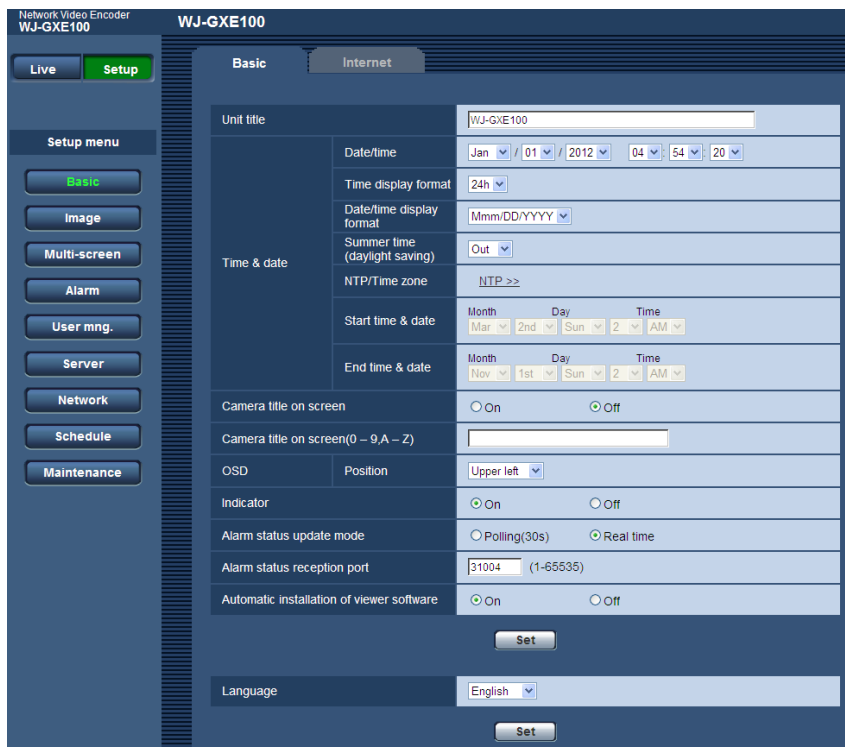 Network Video Encoder
WJ-GXE100
WJ-GXE100
Live Setup
Setup menu
Basic
Image
Multi-screen
Alarm
User mng.
Server
Network
Schedule
Maintenance
Basic Internet
Unit title WJ-GXE100
Time & date
Date/time Jan / 01 / 2012 04 : 54 : 20
Time display format 24h
Date/time display
format Mmm/DD/YYYY
Summer time
(daylight saving) Out
NTP/Time zone NTP >>
Start time & date
Month Day Time
Mar 2nd Sun 2 AM
End time & date
Month Day Time
Nov 1st Sun 2 AM
Camera title on screen On Off
Camera title on screen(0 – 9,A – Z)
OSD Position Upper left
Indicator On Off
Alarm status update mode Polling(30s) Real time
Alarm status reception port 31004 (1-65535)
Automatic installation of viewer software On Off
Set
Language English
Set